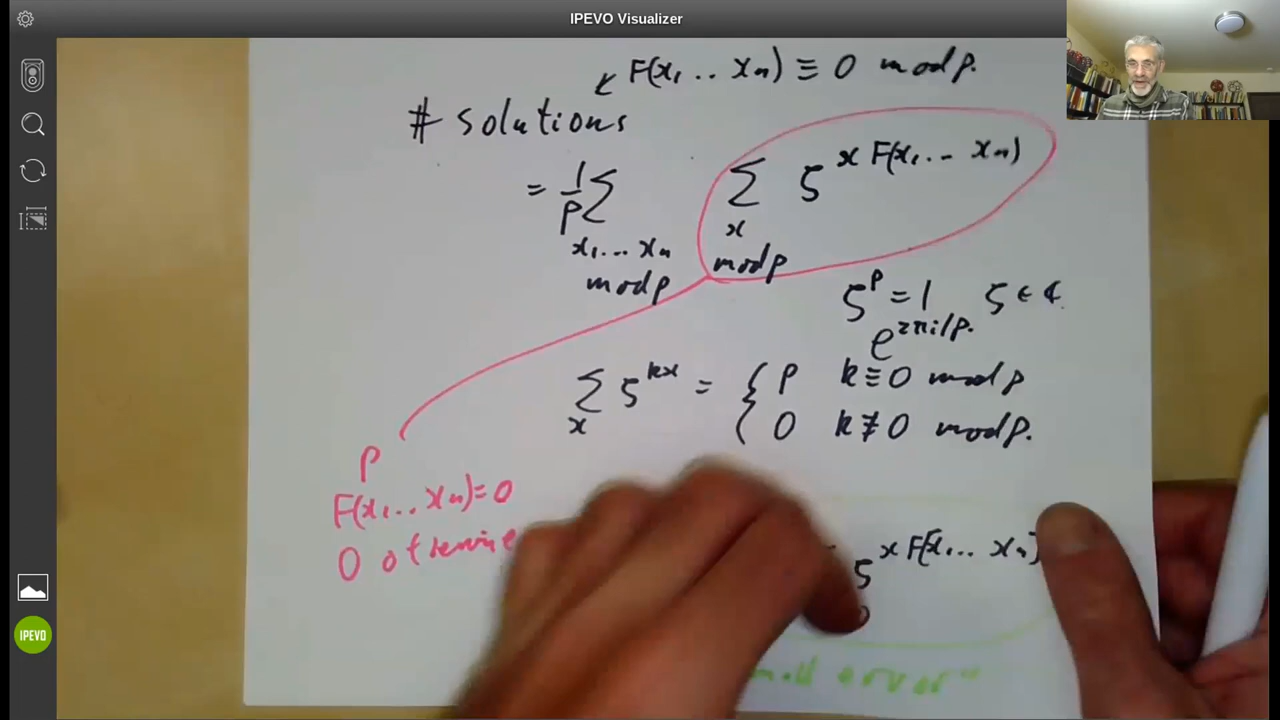 IPEVO Visualizer
F(x₁ .. xₙ) ≡ 0 mod p.
# solutions
= 1/p Σ Σ ζ^{x F(x₁ .. xₙ)}
x₁ ... xₙ x
mod p mod p
ζ^p = 1 ζ ∈ ℂ.
e^{2πi/p}.
Σ ζ^{kx} = { p k ≡ 0 mod p
x 0 k ≢ 0 mod p.
p
F(x₁ .. xₙ) = 0
0 otherwise
ζ^{x F(x₁ ... xₙ)}
error"
IPEVO